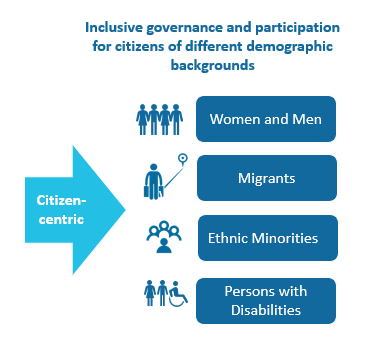 Inclusive governance and participation
for citizens of different demographic
backgrounds
Women and Men
Migrants
Citizen-
centric
Ethnic Minorities
Persons with
Disabilities